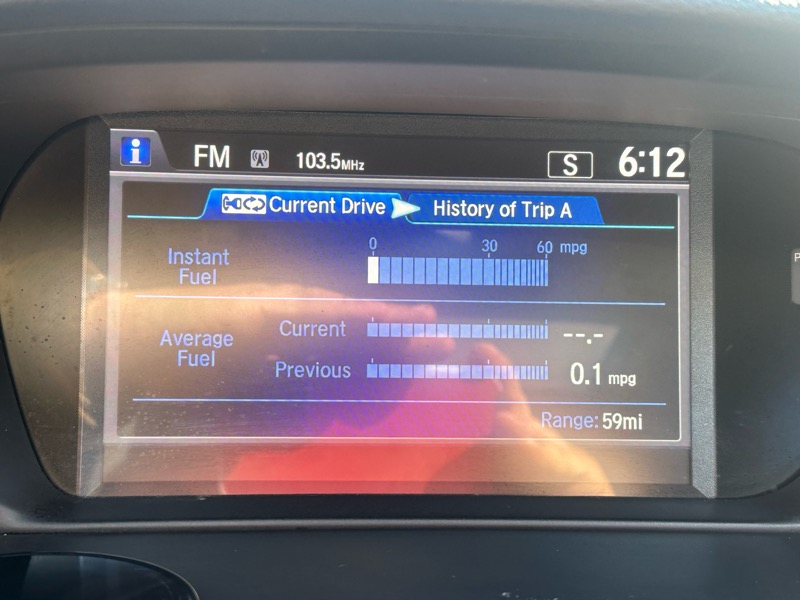 i FM 103.5MHz S 6:12
Current Drive History of Trip A
0 30 60 mpg
Instant
Fuel
Average
Fuel
Current --.-
Previous 0.1 mpg
Range: 59mi
P